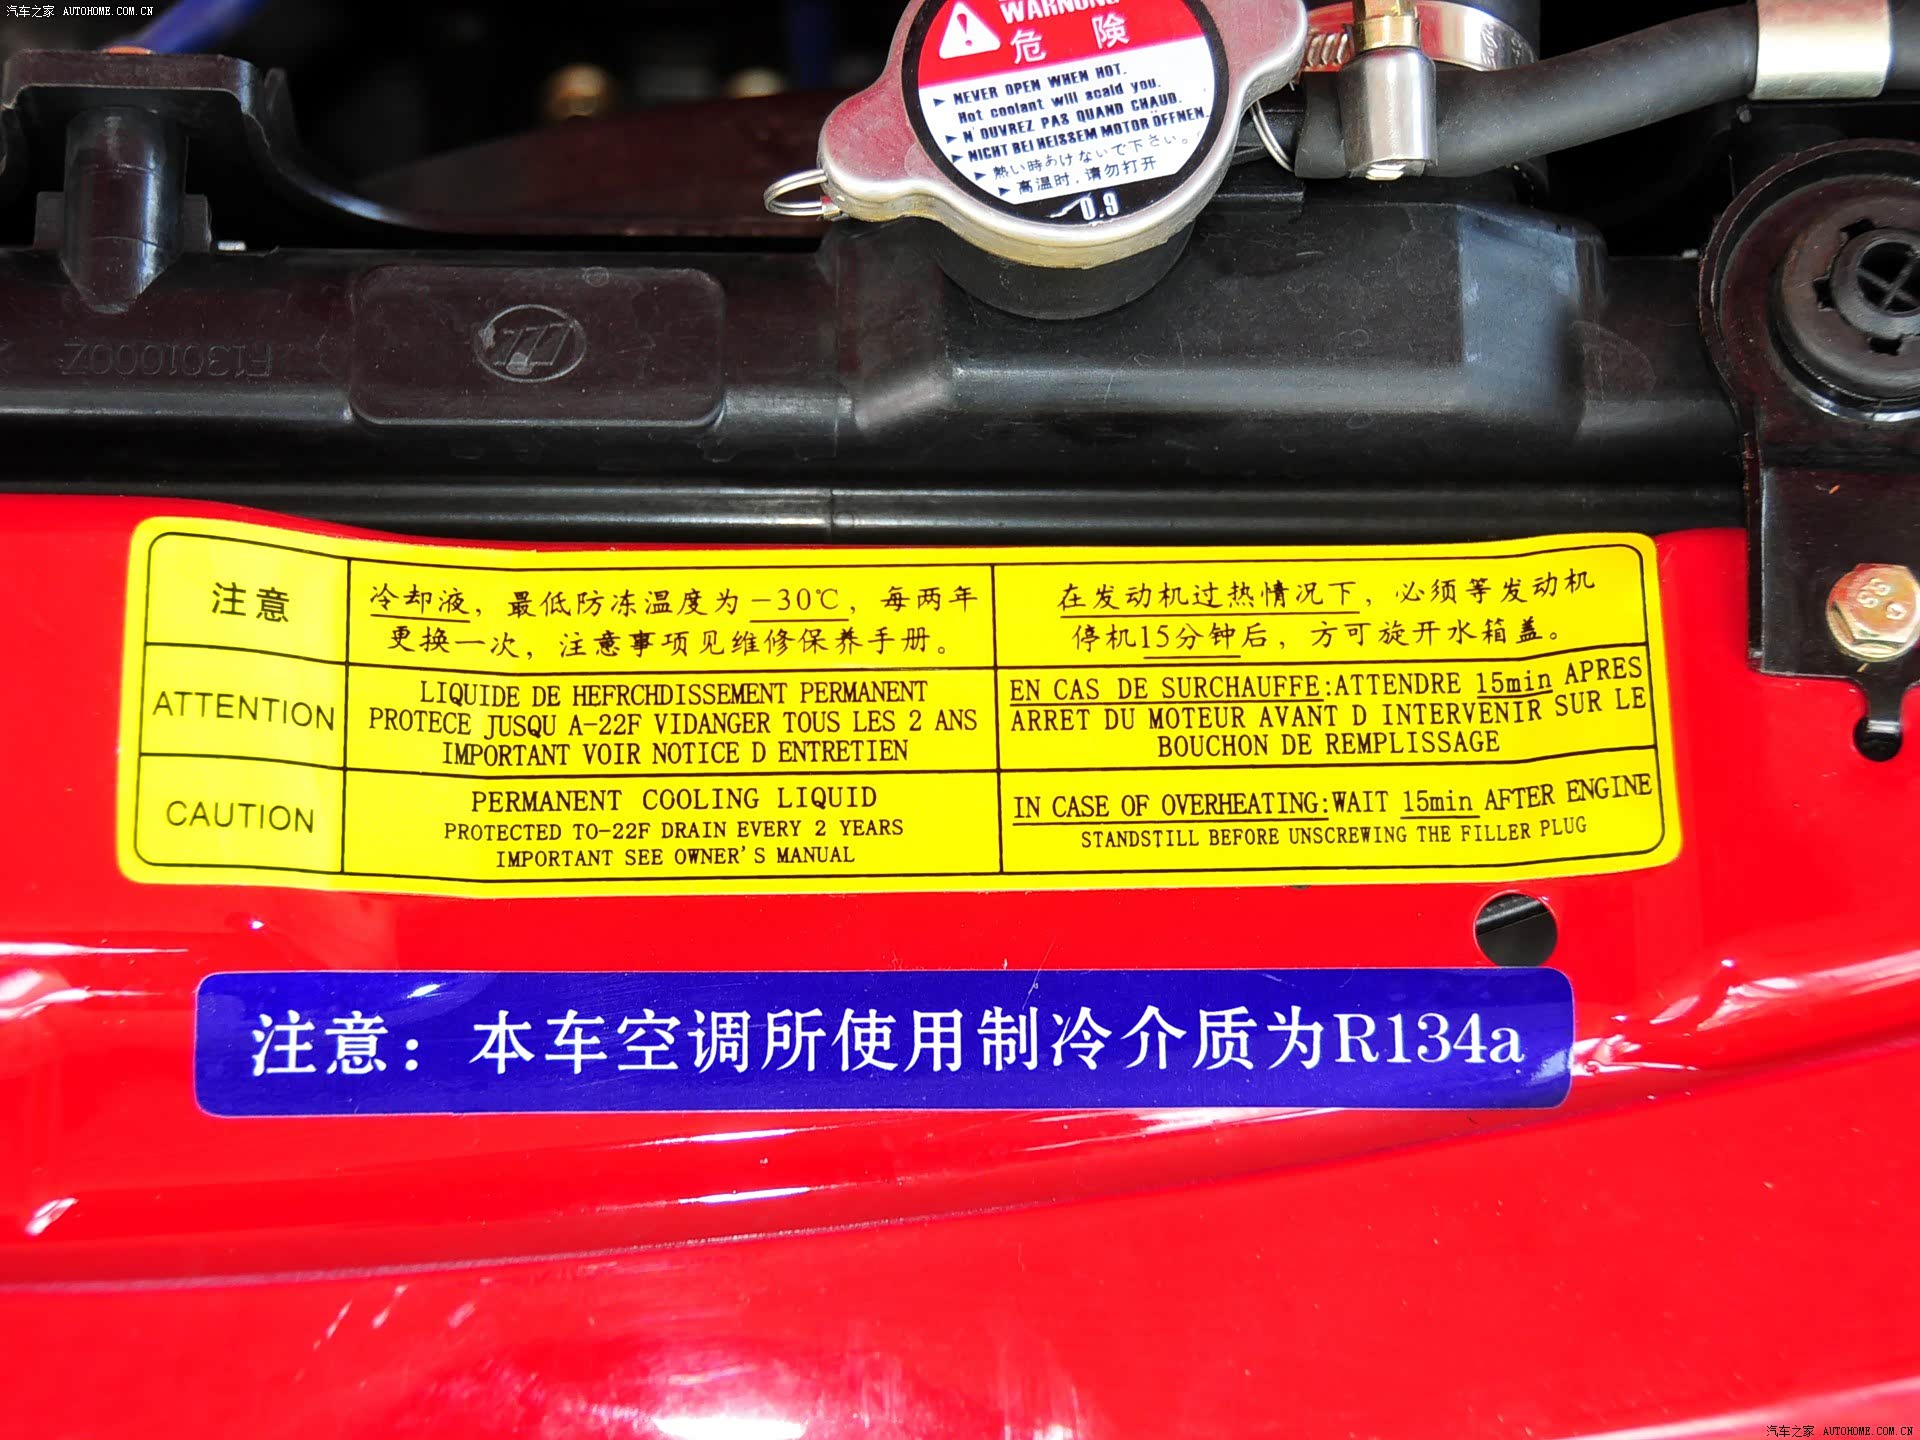 汽车之家 AUTOHOME.COM.CN
WARNUNG
危 険
NEVER OPEN WHEN HOT.
Hot coolant will scald you.
N'OUVREZ PAS QUAND CHAUD.
NICHT BEI HEISSEM MOTOR ÖFFNEN.
熱い時あけないで下さい。
高温时.请勿打开
0.9
F1301000Z
注意
冷却液，最低防冻温度为-30℃，每两年
更换一次，注意事项见维修保养手册。
在发动机过热情况下，必须等发动机
停机15分钟后，方可旋开水箱盖。
ATTENTION
LIQUIDE DE HEFRCHDISSEMENT PERMANENT
PROTECE JUSQU A-22F VIDANGER TOUS LES 2 ANS
IMPORTANT VOIR NOTICE D ENTRETIEN
EN CAS DE SURCHAUFFE:ATTENDRE 15min APRES
ARRET DU MOTEUR AVANT D INTERVENIR SUR LE
BOUCHON DE REMPLISSAGE
CAUTION
PERMANENT COOLING LIQUID
PROTECTED TO-22F DRAIN EVERY 2 YEARS
IMPORTANT SEE OWNER'S MANUAL
IN CASE OF OVERHEATING:WAIT 15min AFTER ENGINE
STANDSTILL BEFORE UNSCREWING THE FILLER PLUG
注意：本车空调所使用制冷介质为R134a
汽车之家 AUTOHOME.COM.CN